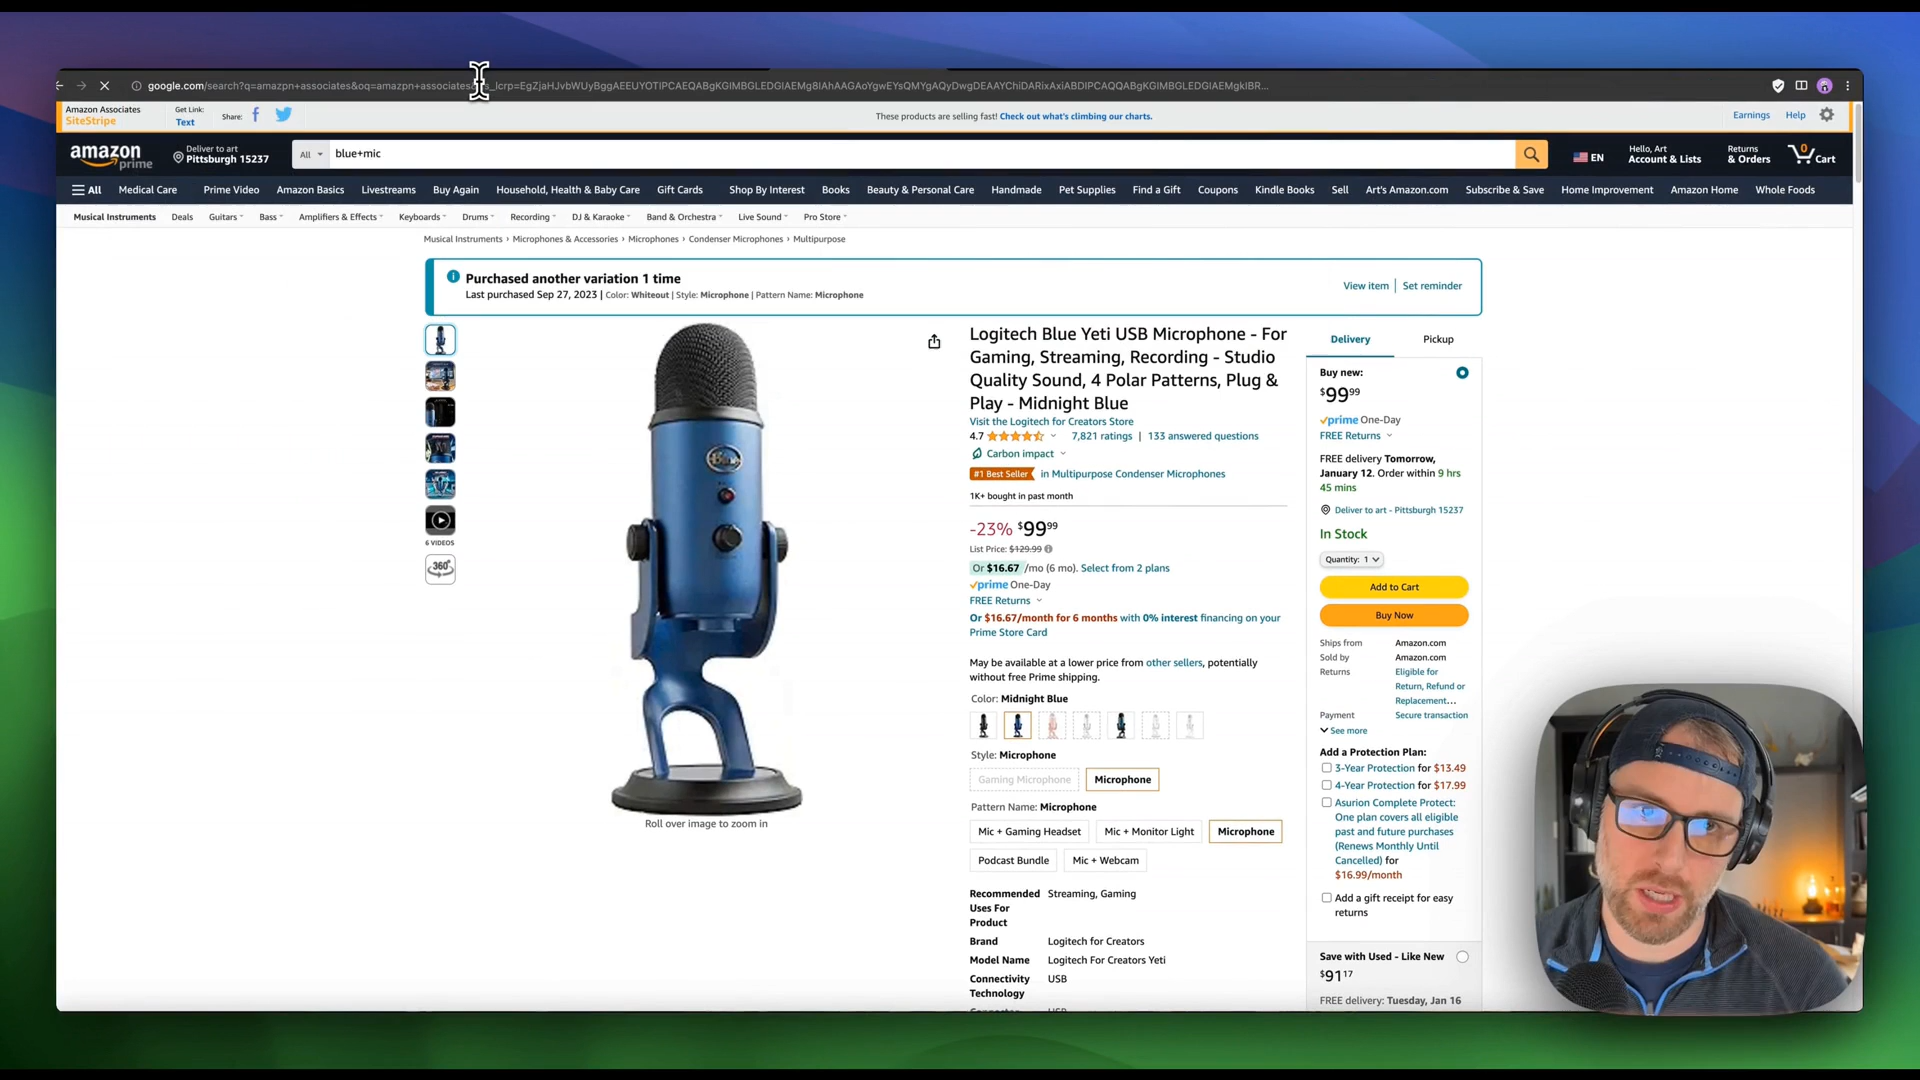 google.com/search?q=amazpn+associates&oq=amazpn+associates
Amazon Associates
SiteStripe
Get Link:
Text
Share:
These products are selling fast! Check out what's climbing our charts.
Earnings
Help
amazon
prime
Deliver to art
Pittsburgh 15237
All
blue+mic
EN
Hello, Art
Account & Lists
Returns
& Orders
0
Cart
All
Medical Care
Prime Video
Amazon Basics
Livestreams
Buy Again
Household, Health & Baby Care
Gift Cards
Shop By Interest
Books
Beauty & Personal Care
Handmade
Pet Supplies
Find a Gift
Coupons
Kindle Books
Sell
Art's Amazon.com
Subscribe & Save
Home Improvement
Amazon Home
Whole Foods
Musical Instruments
Deals
Guitars
Bass
Amplifiers & Effects
Keyboards
Drums
Recording
DJ & Karaoke
Band & Orchestra
Live Sound
Pro Store
Musical Instruments › Microphones & Accessories › Microphones › Condenser Microphones › Multipurpose
Purchased another variation 1 time
Last purchased Sep 27, 2023 | Color: Whiteout | Style: Microphone | Pattern Name: Microphone
View item
Set reminder
6 VIDEOS
360°
Blue
Roll over image to zoom in
Logitech Blue Yeti USB Microphone - For
Gaming, Streaming, Recording - Studio
Quality Sound, 4 Polar Patterns, Plug &
Play - Midnight Blue
Visit the Logitech for Creators Store
4.7
7,821 ratings | 133 answered questions
Carbon impact
#1 Best Seller in Multipurpose Condenser Microphones
1K+ bought in past month
-23% $99⁹⁹
List Price: $129.99
Or $16.67 /mo (6 mo). Select from 2 plans
prime One-Day
FREE Returns
Or $16.67/month for 6 months with 0% interest financing on your
Prime Store Card
May be available at a lower price from other sellers, potentially
without free Prime shipping.
Color: Midnight Blue
Style: Microphone
Gaming Microphone
Microphone
Pattern Name: Microphone
Mic + Gaming Headset
Mic + Monitor Light
Microphone
Podcast Bundle
Mic + Webcam
Recommended
Uses For
Product
Streaming, Gaming
Brand
Logitech for Creators
Model Name
Logitech For Creators Yeti
Connectivity
Technology
USB
Delivery
Pickup
Buy new:
$99⁹⁹
prime One-Day
FREE Returns
FREE delivery Tomorrow,
January 12. Order within 9 hrs
45 mins
Deliver to art - Pittsburgh 15237
In Stock
Quantity: 1
Add to Cart
Buy Now
Ships from
Amazon.com
Sold by
Amazon.com
Returns
Eligible for
Return, Refund or
Replacement…
Payment
Secure transaction
See more
Add a Protection Plan:
3-Year Protection for $13.49
4-Year Protection for $17.99
Asurion Complete Protect:
One plan covers all eligible
past and future purchases
(Renews Monthly Until
Cancelled) for
$16.99/month
Add a gift receipt for easy
returns
Save with Used - Like New
$91¹⁷
FREE delivery: Tuesday, Jan 16